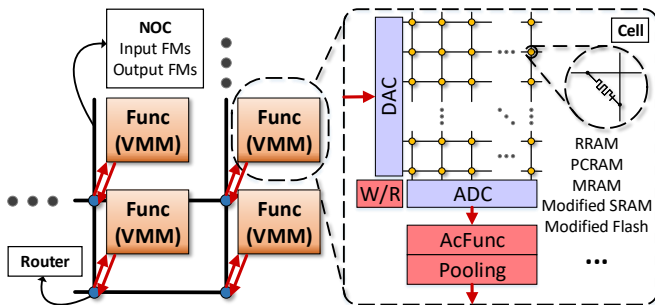 NOC
Input FMs
Output FMs
Func
(VMM)
Func
(VMM)
Func
(VMM)
Func
(VMM)
Router
DAC
W/R
ADC
AcFunc
Pooling
Cell
RRAM
PCRAM
MRAM
Modified SRAM
Modified Flash
...